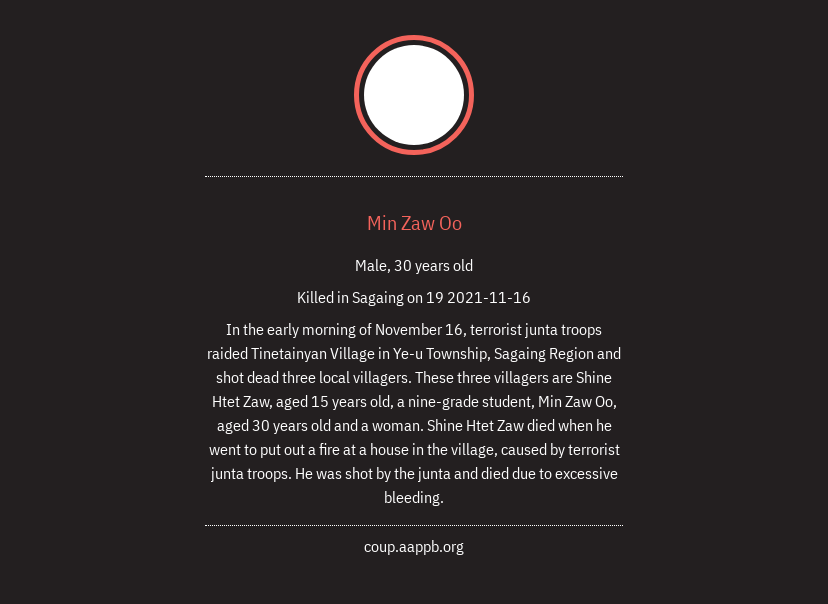 Min Zaw Oo
Male, 30 years old
Killed in Sagaing on 19 2021-11-16
In the early morning of November 16, terrorist junta troops
raided Tinetainyan Village in Ye-u Township, Sagaing Region and
shot dead three local villagers. These three villagers are Shine
Htet Zaw, aged 15 years old, a nine-grade student, Min Zaw Oo,
aged 30 years old and a woman. Shine Htet Zaw died when he
went to put out a fire at a house in the village, caused by terrorist
junta troops. He was shot by the junta and died due to excessive
bleeding.
coup.aappb.org